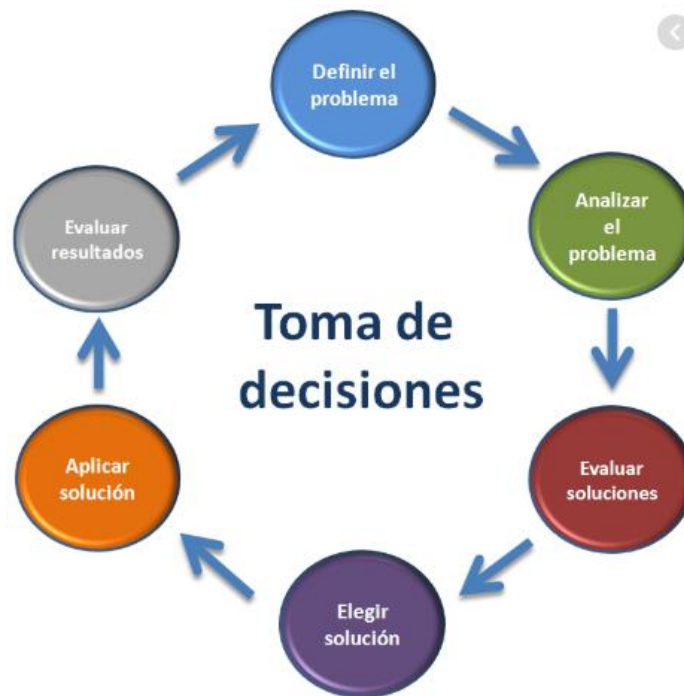 Definir el
problema
Analizar
el
problema
Evaluar
soluciones
Elegir
solución
Aplicar
solución
Evaluar
resultados
Toma de
decisiones